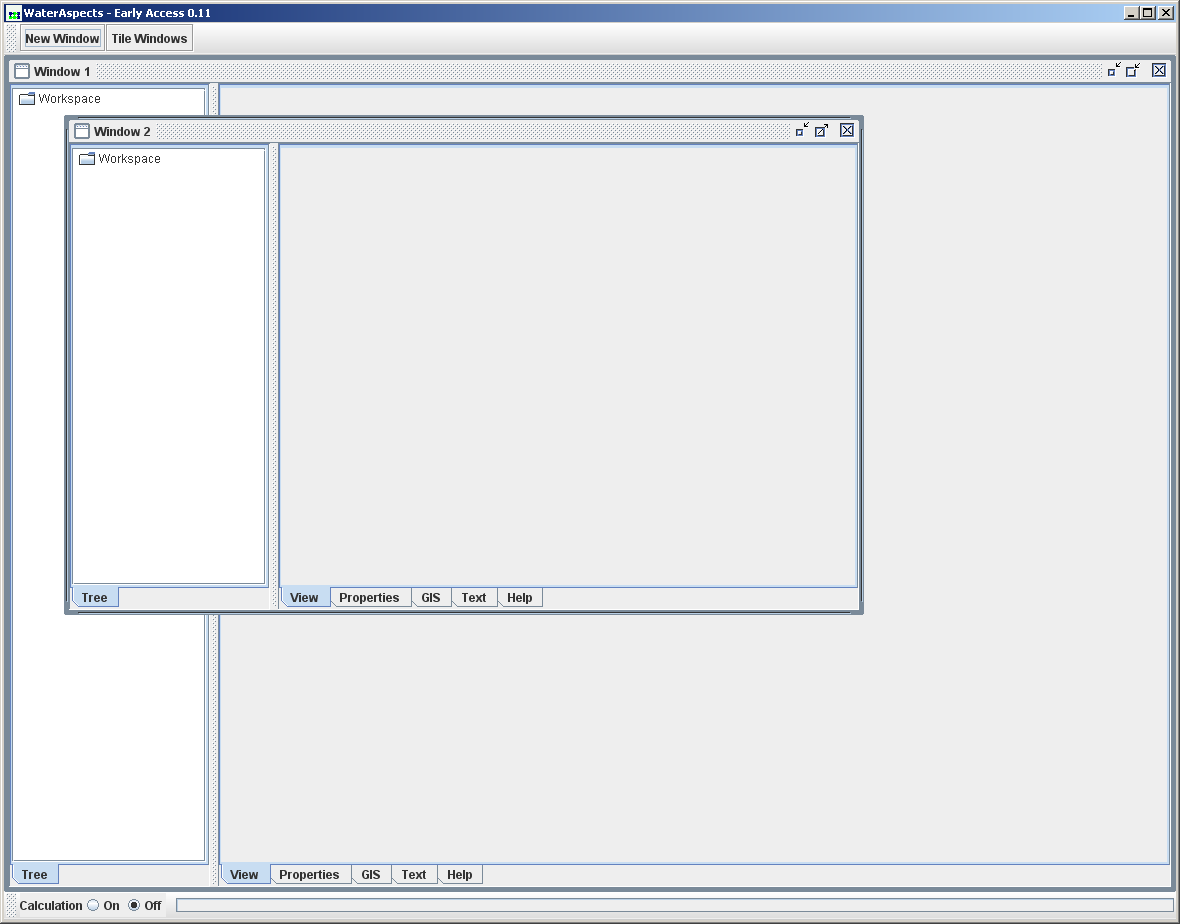 WaterAspects - Early Access 0.11
New Window Tile Windows
Window 1
Workspace
Window 2
Workspace
Tree View Properties GIS Text Help
Tree View Properties GIS Text Help
Calculation On Off